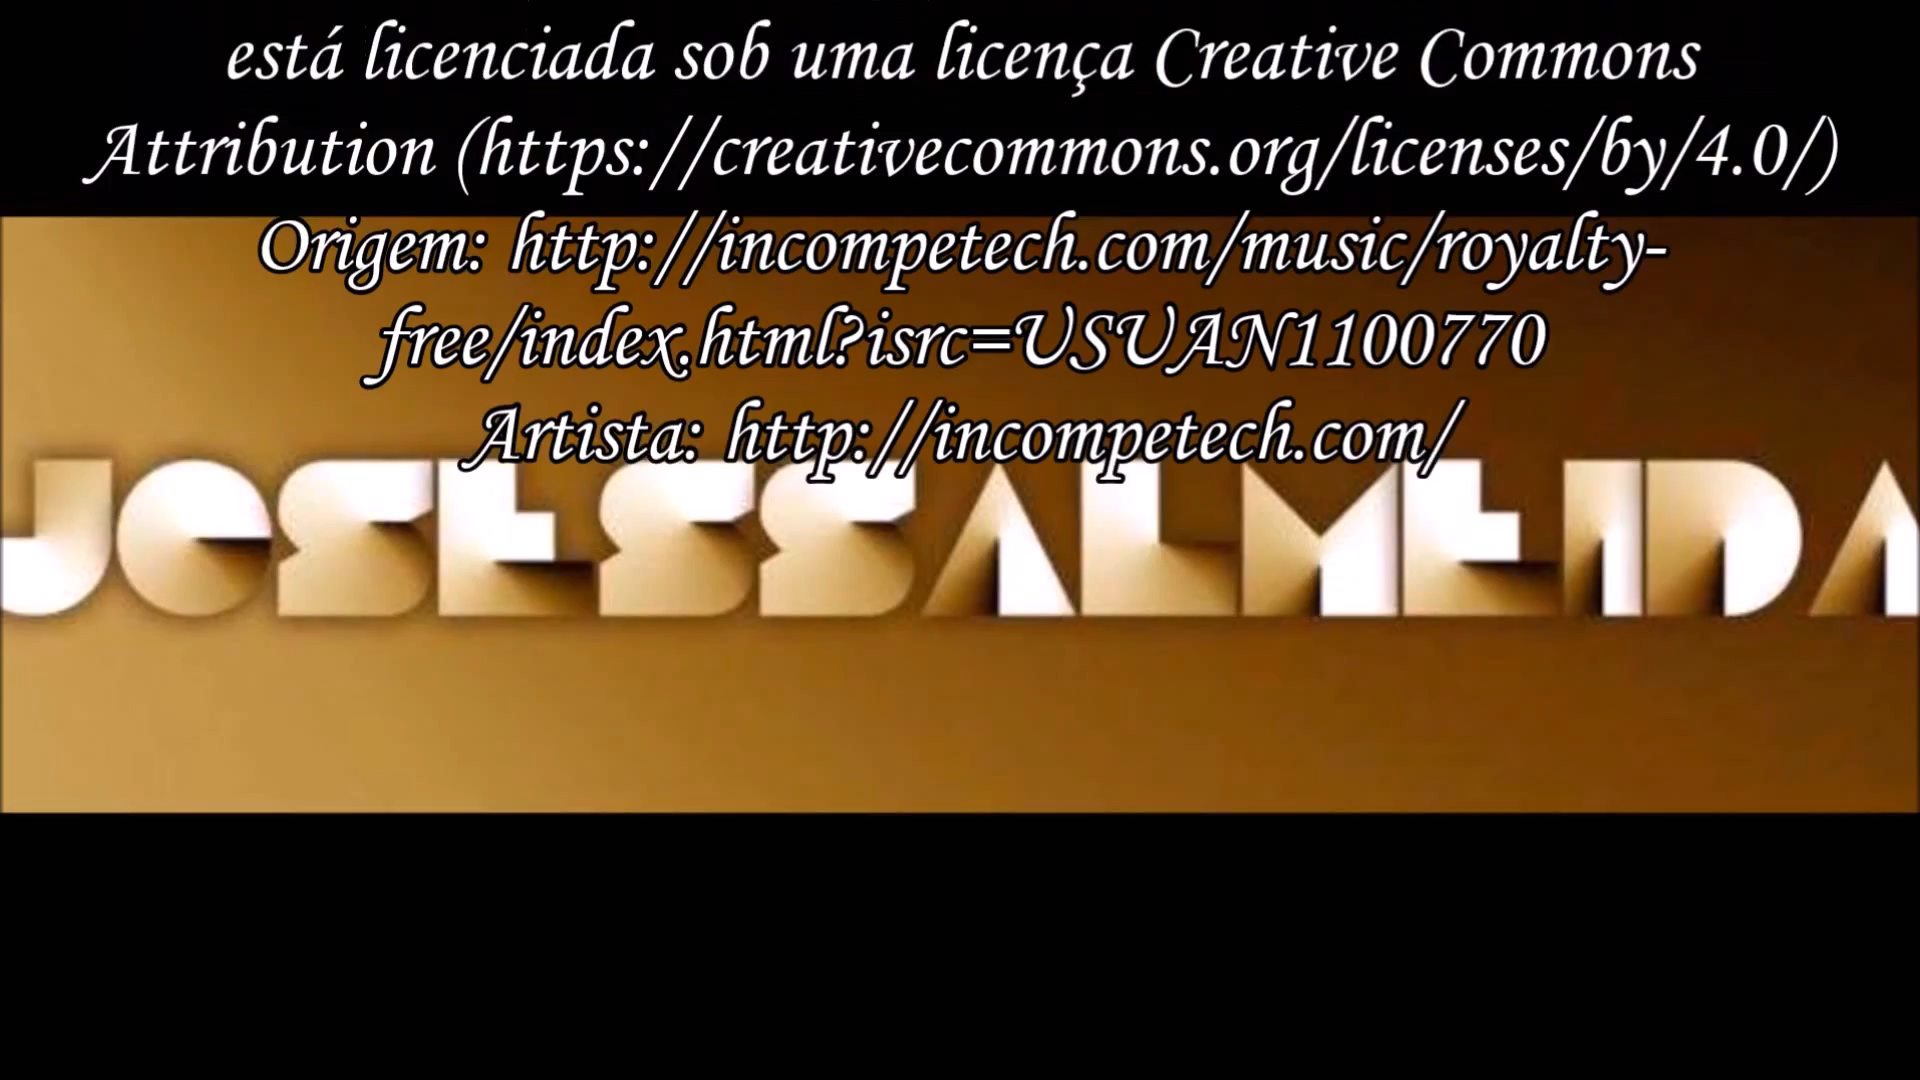 está licenciada sob uma licença Creative Commons
Attribution (https://creativecommons.org/licenses/by/4.0/)
Origem: http://incompetech.com/music/royalty-
free/index.html?isrc=USUAN1100770
Artista: http://incompetech.com/
JOSESSALMEIDA